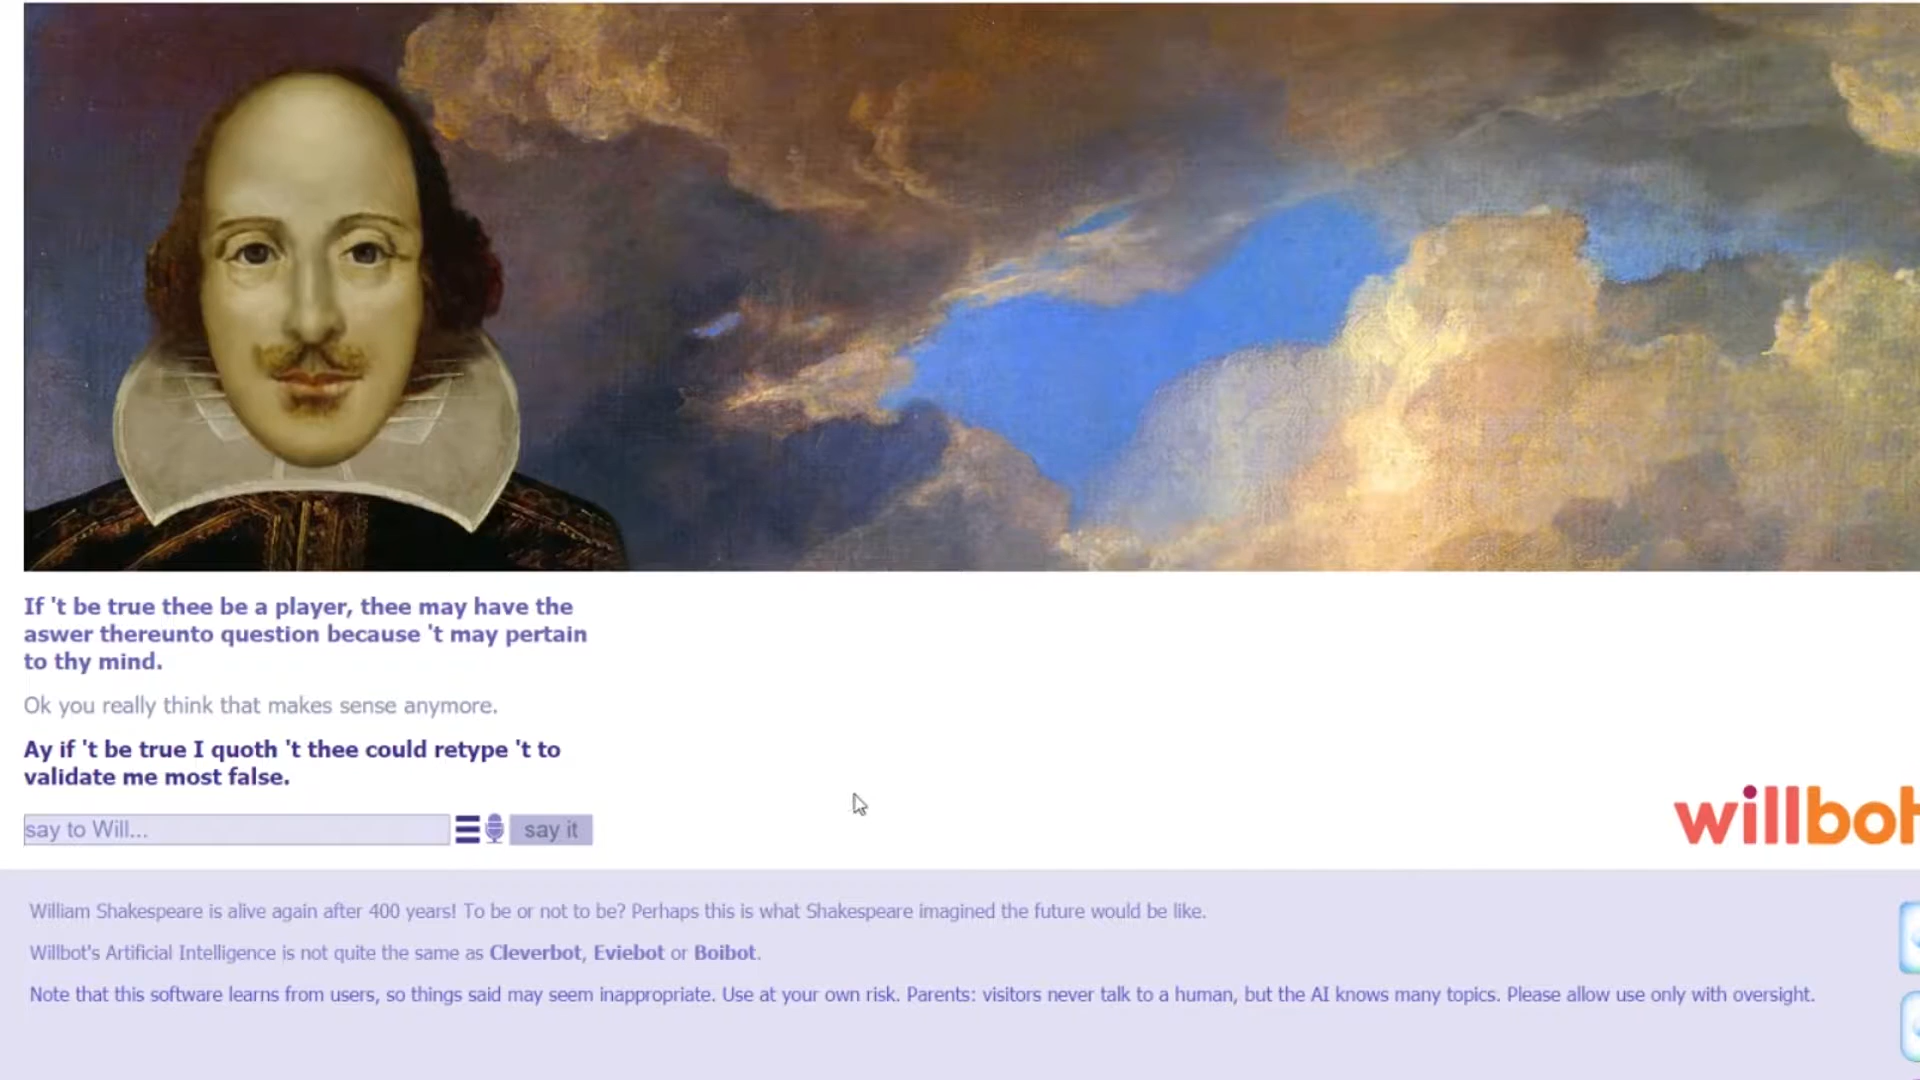 If 't be true thee be a player, thee may have the
aswer thereunto question because 't may pertain
to thy mind.
Ok you really think that makes sense anymore.
Ay if 't be true I quoth 't thee could retype 't to
validate me most false.
say to Will...
say it
willbot
William Shakespeare is alive again after 400 years! To be or not to be? Perhaps this is what Shakespeare imagined the future would be like.
Willbot's Artificial Intelligence is not quite the same as Cleverbot, Eviebot or Boibot.
Note that this software learns from users, so things said may seem inappropriate. Use at your own risk. Parents: visitors never talk to a human, but the AI knows many topics. Please allow use only with oversight.